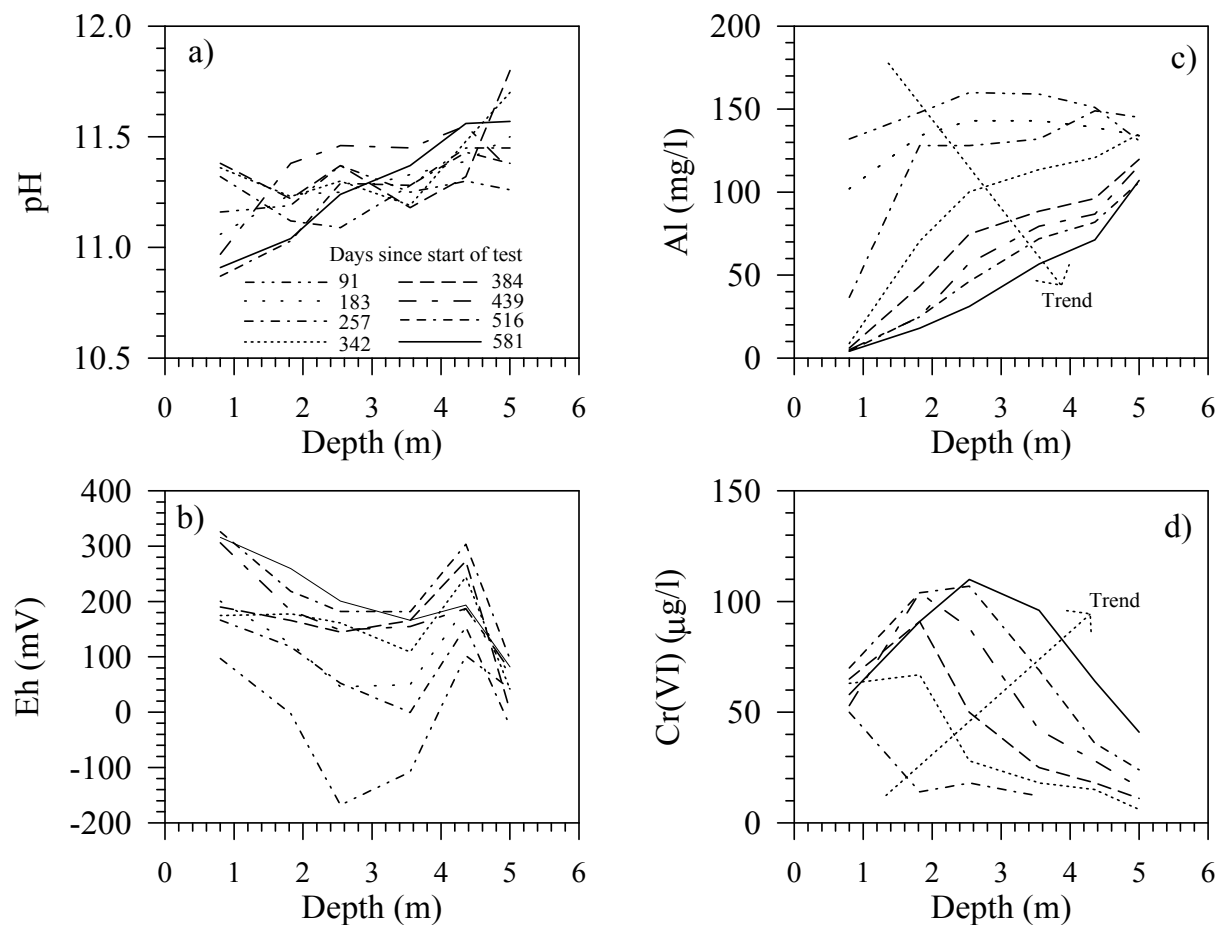 a)
12.0
11.5
11.0
10.5
pH
Days since start of test
91
183
257
342
384
439
516
581
0 1 2 3 4 5 6
Depth (m)
c)
200
150
100
50
0
Al (mg/l)
Trend
0 1 2 3 4 5 6
Depth (m)
b)
400
300
200
100
0
-100
-200
Eh (mV)
0 1 2 3 4 5 6
Depth (m)
d)
150
100
50
0
Cr(VI) (μg/l)
Trend
0 1 2 3 4 5 6
Depth (m)